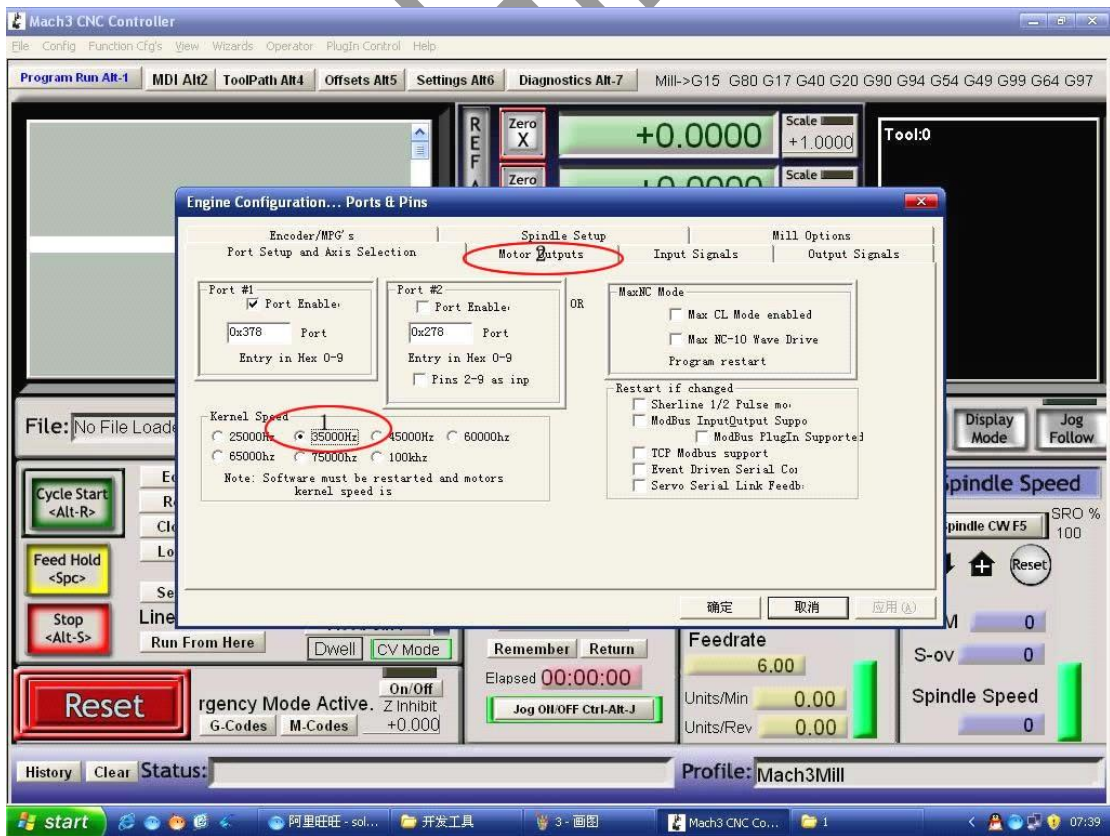 Mach3 CNC Controller
File Config Function Cfg's View Wizards Operator PlugIn Control Help
Program Run Alt-1 MDI Alt2 ToolPath Alt4 Offsets Alt5 Settings Alt6 Diagnostics Alt-7 Mill->G15 G80 G17 G40 G20 G90 G94 G54 G49 G99 G64 G97
REF
Zero X +0.0000 Scale +1.0000
Tool:0
Zero +0.0000 Scale
Engine Configuration... Ports & Pins
Encoder/MPG's Spindle Setup Mill Options
Port Setup and Axis Selection Motor Outputs Input Signals Output Signals
2
Port #1
Port Enable
0x378 Port
Entry in Hex 0-9
Port #2
Port Enable
0x278 Port
Entry in Hex 0-9
Pins 2-9 as inp
OR
MaxNC Mode
Max CL Mode enabled
Max NC-10 Wave Drive
Program restart
Restart if changed
Sherline 1/2 Pulse mo
ModBus InputOutput Suppo
ModBus PlugIn Supported
TCP Modbus support
Event Driven Serial Co
Servo Serial Link Feedb
Kernel Speed
1
25000Hz 35000Hz 45000Hz 60000hz
65000hz 75000hz 100khz
Note: Software must be restarted and motors
kernel speed is
确定 取消 应用(A)
File: No File Loade
Display Mode
Jog Follow
Cycle Start <Alt-R>
Feed Hold <Spc>
Stop <Alt-S>
Ed
R
Clo
Lo
Se
Line
Run From Here
Dwell CV Mode
pindle Speed
pindle CW F5
SRO %
100
Reset
M 0
S-ov 0
Spindle Speed
0
Remember Return
Elapsed 00:00:00
Jog ON/OFF Ctrl-Alt-J
Feedrate
6.00
Units/Min 0.00
Units/Rev 0.00
Reset
rgency Mode Active.
On/Off
Z Inhibit
+0.000
G-Codes M-Codes
History Clear Status:
Profile: Mach3Mill
start 阿里旺旺 - sol... 开发工具 3 - 画图 Mach3 CNC Co... 1 07:39